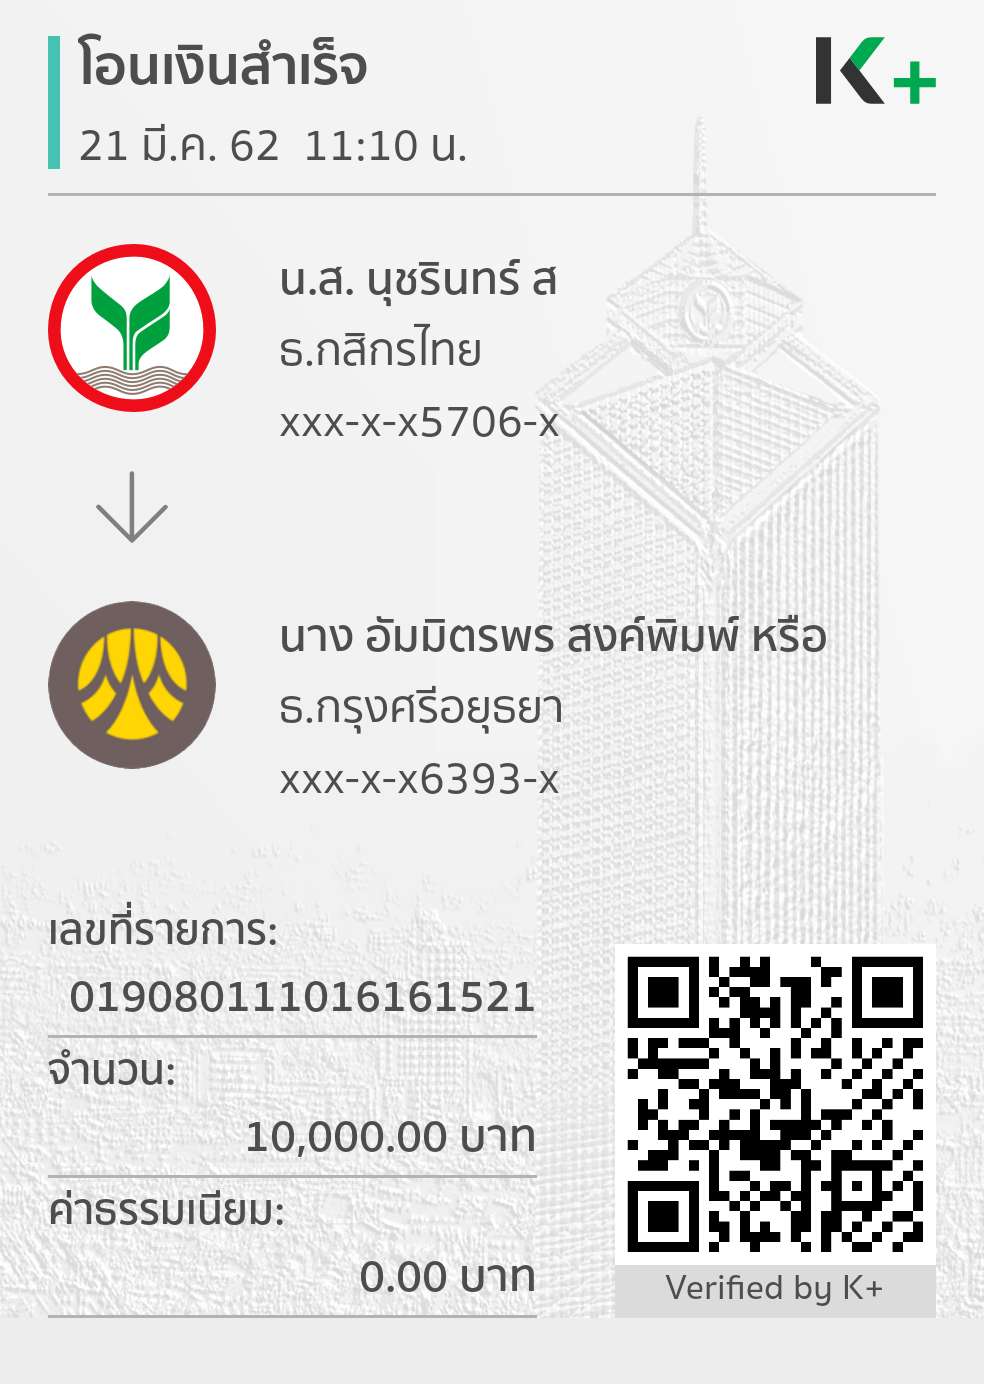 โอนเงินสำเร็จ
K+
21 มี.ค. 62 11:10 น.
น.ส. นุชรินทร์ ส
ธ.กสิกรไทย
xxx-x-x5706-x
นาง อัมมิตรพร สงค์พิมพ์ หรือ
ธ.กรุงศรีอยุธยา
xxx-x-x6393-x
เลขที่รายการ:
019080111016161521
จำนวน:
10,000.00 บาท
ค่าธรรมเนียม:
0.00 บาท
Verified by K+